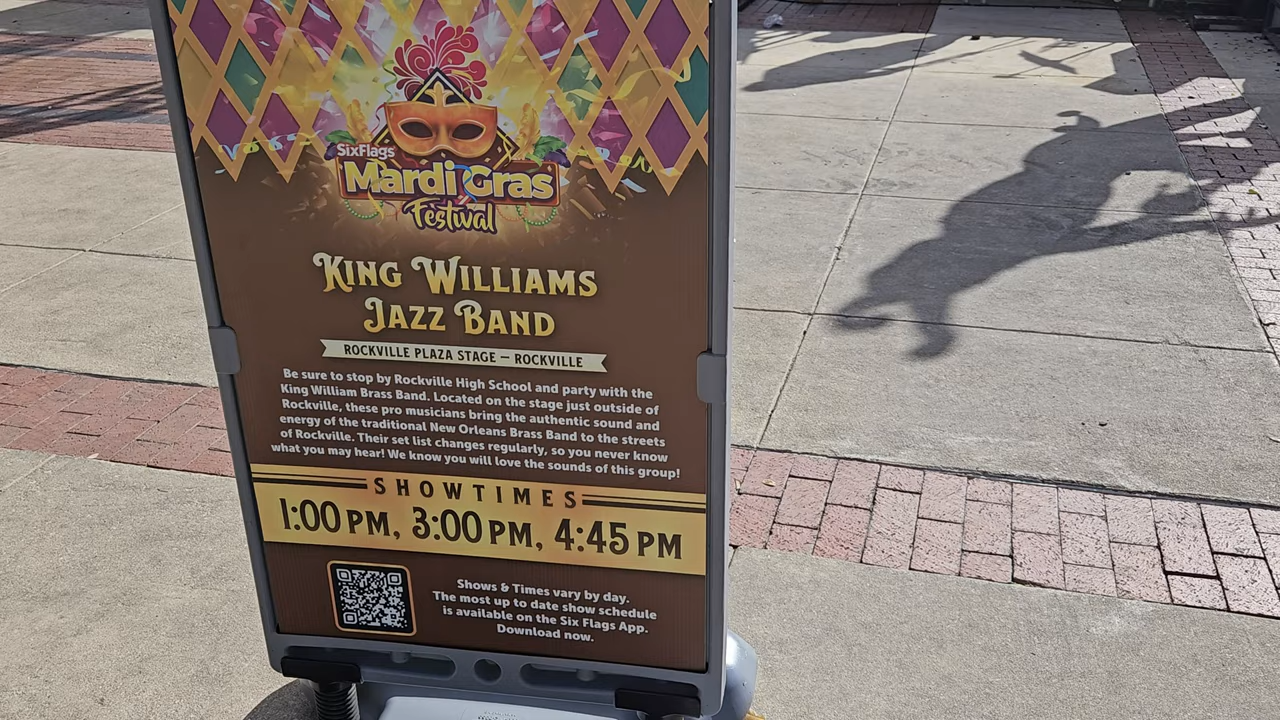 SixFlags
Mardi Gras
Festival
KING WILLIAMS
JAZZ BAND
ROCKVILLE PLAZA STAGE – ROCKVILLE
Be sure to stop by Rockville High School and party with the
King William Brass Band. Located on the stage just outside of
Rockville, these pro musicians bring the authentic sound and
energy of the traditional New Orleans Brass Band to the streets
of Rockville. Their set list changes regularly, so you never know
what you may hear! We know you will love the sounds of this group!
SHOWTIMES
1:00 PM, 3:00 PM, 4:45 PM
Shows & Times vary by day.
The most up to date show schedule
is available on the Six Flags App.
Download now.